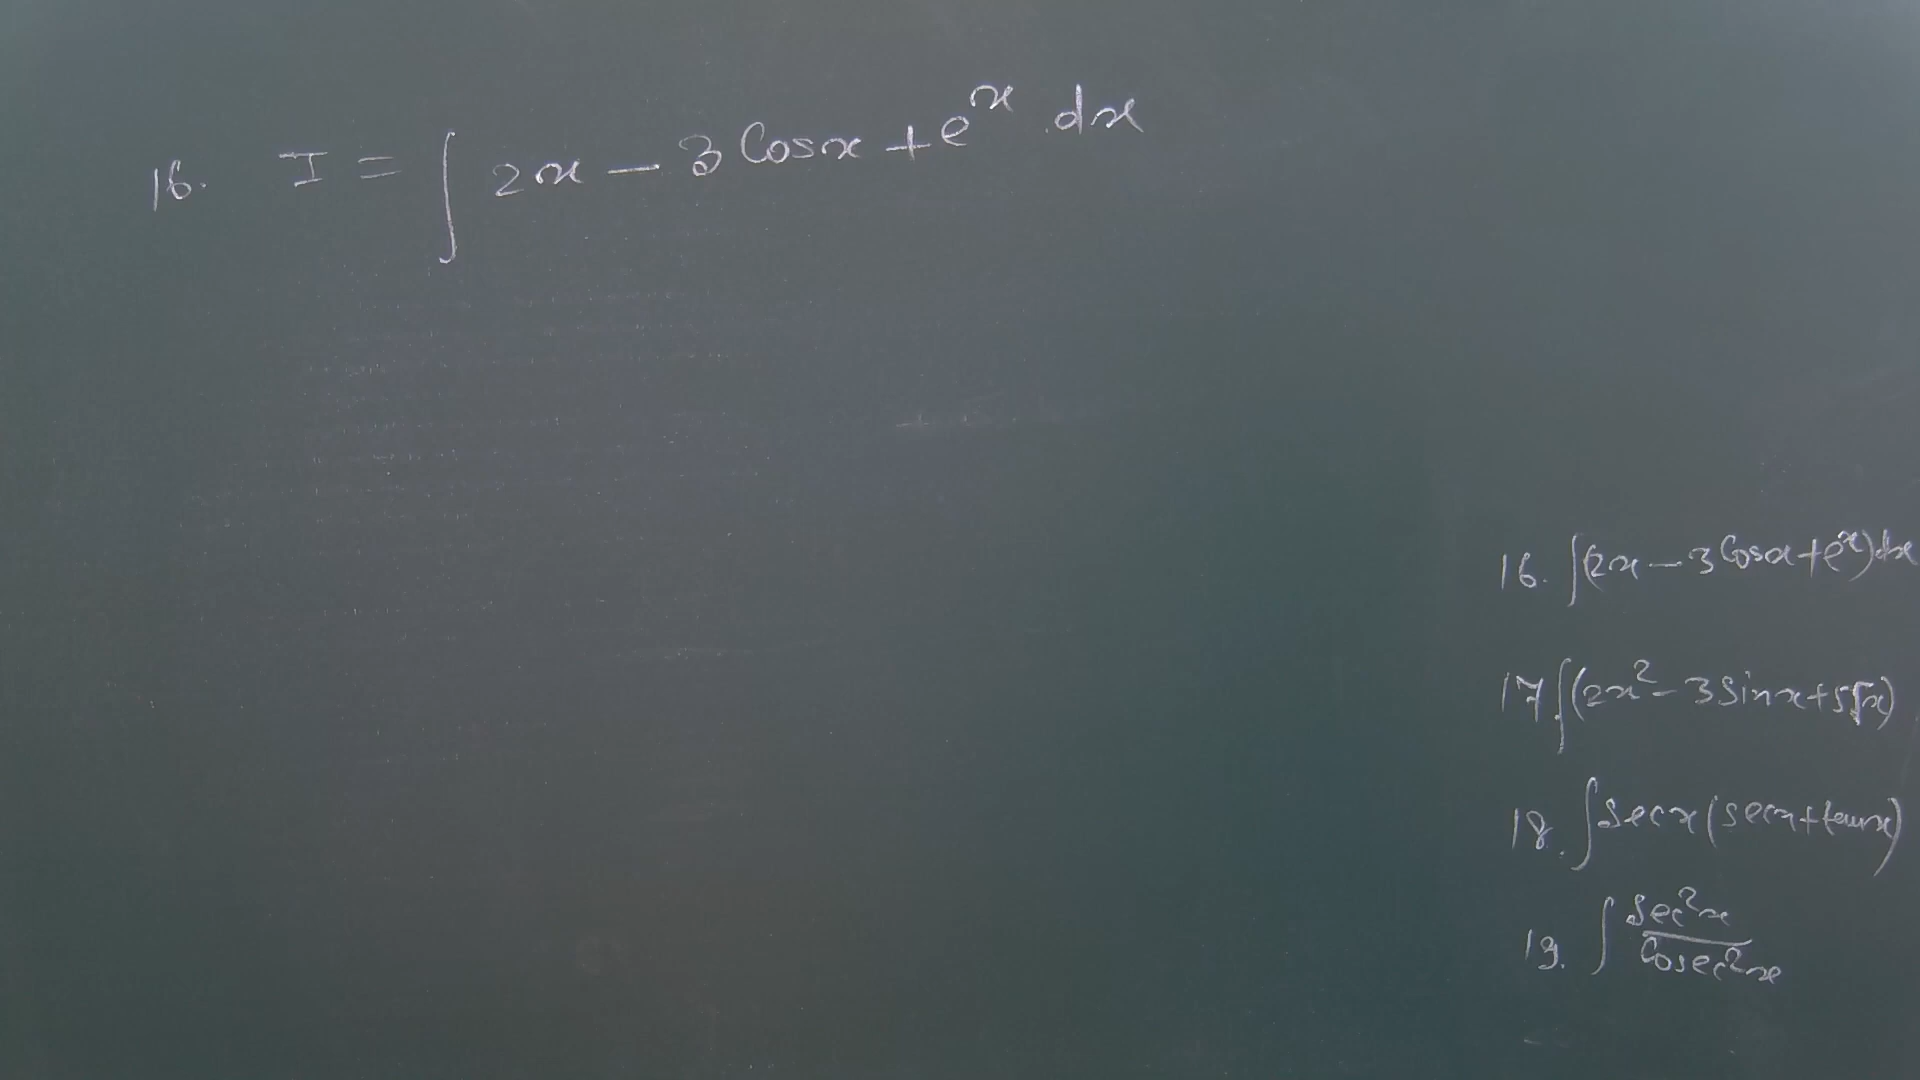 16. I = ∫ 2x - 3 Cosx + e^x . dx
16. ∫(2x - 3 Cosx + e^x) dx
17 ∫(2x² - 3 Sinx + 5√x)
18. ∫ Secx (Secx + tanx)
19. ∫ Sec²x / Cosec²x